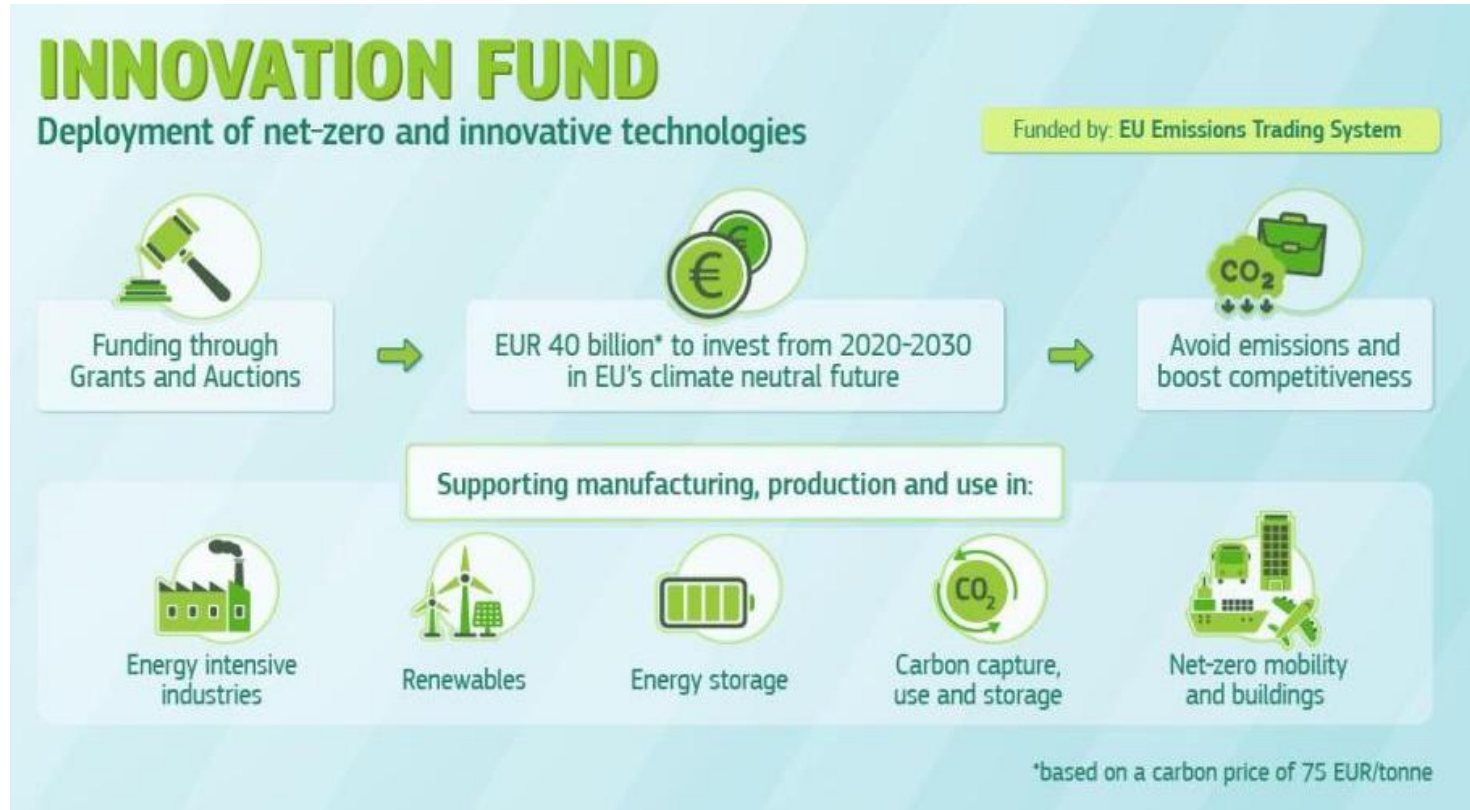 INNOVATION FUND
Deployment of net-zero and innovative technologies
Funded by: EU Emissions Trading System
Funding through
Grants and Auctions
€
€
EUR 40 billion* to invest from 2020-2030
in EU's climate neutral future
CO₂
Avoid emissions and
boost competitiveness
Supporting manufacturing, production and use in:
Energy intensive
industries
Renewables
Energy storage
CO₂
Carbon capture,
use and storage
Net-zero mobility
and buildings
*based on a carbon price of 75 EUR/tonne